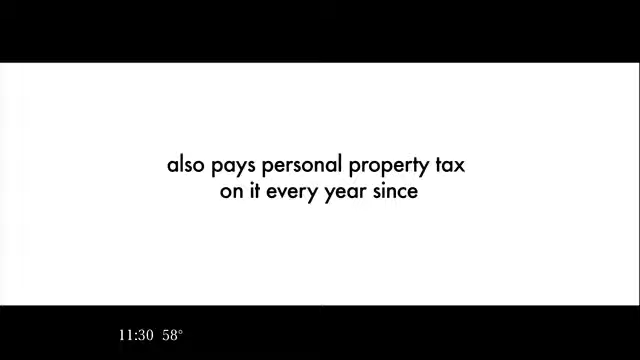 also pays personal property tax
on it every year since
11:30 58°